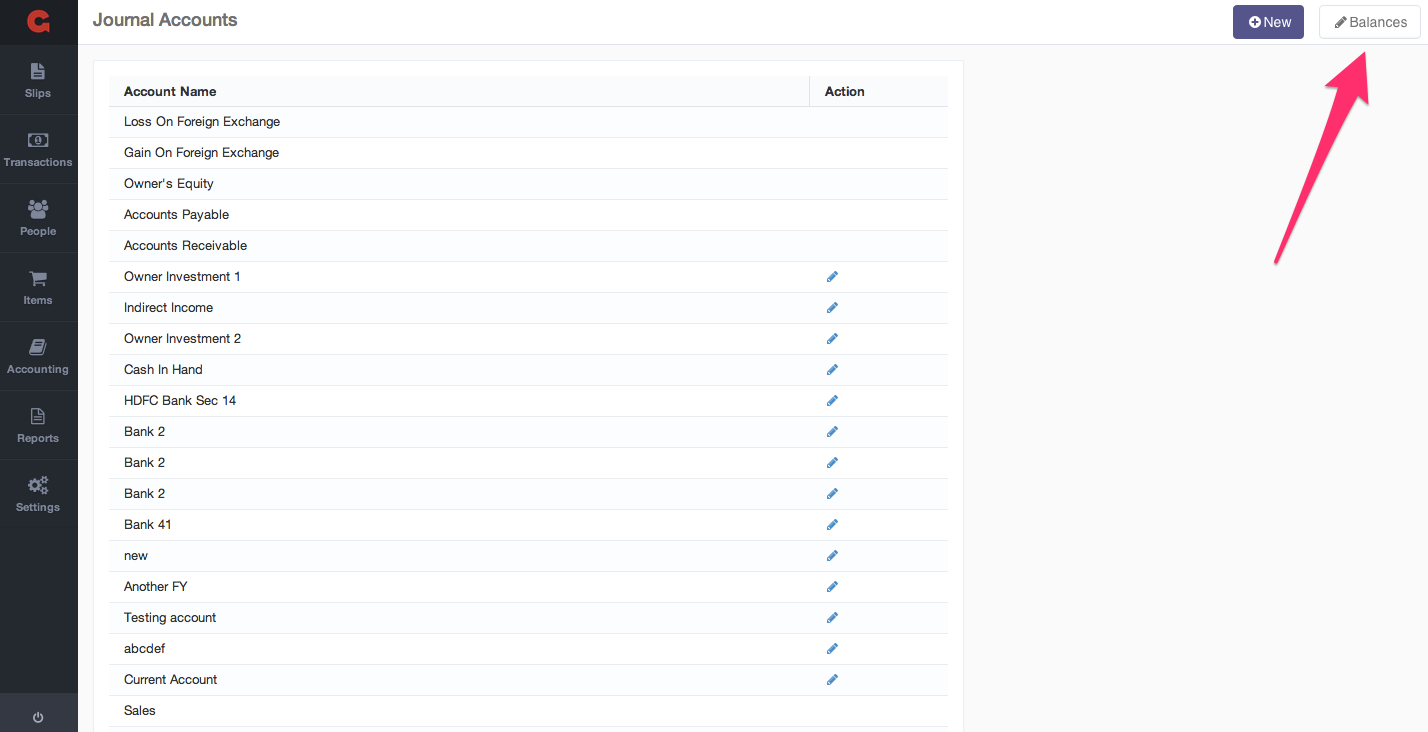 Journal Accounts
New
Balances
Slips
Transactions
People
Items
Accounting
Reports
Settings
Account Name Action
Loss On Foreign Exchange
Gain On Foreign Exchange
Owner's Equity
Accounts Payable
Accounts Receivable
Owner Investment 1
Indirect Income
Owner Investment 2
Cash In Hand
HDFC Bank Sec 14
Bank 2
Bank 2
Bank 2
Bank 41
new
Another FY
Testing account
abcdef
Current Account
Sales